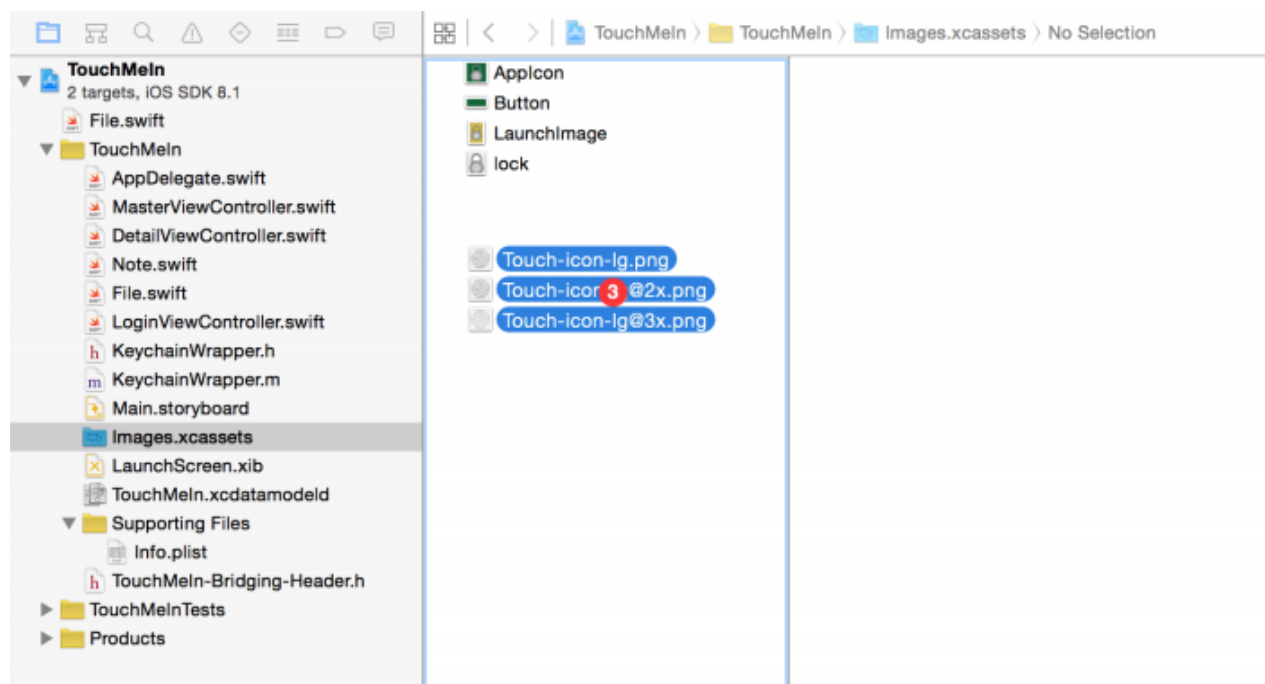 TouchMeIn 〉 TouchMeIn 〉 Images.xcassets 〉 No Selection
TouchMeIn
2 targets, iOS SDK 8.1
File.swift
TouchMeIn
AppDelegate.swift
MasterViewController.swift
DetailViewController.swift
Note.swift
File.swift
LoginViewController.swift
KeychainWrapper.h
KeychainWrapper.m
Main.storyboard
Images.xcassets
LaunchScreen.xib
TouchMeIn.xcdatamodeld
Supporting Files
Info.plist
TouchMeIn-Bridging-Header.h
TouchMeInTests
Products
AppIcon
Button
LaunchImage
lock
Touch-icon-lg.png
Touch-icon 3 @2x.png
Touch-icon-lg@3x.png